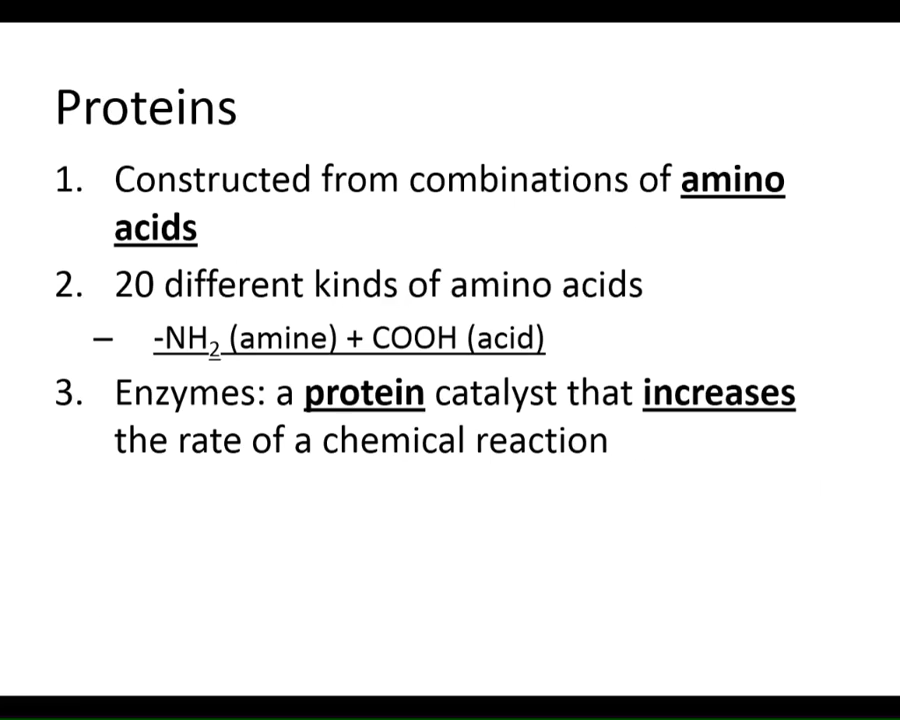 Proteins
1. Constructed from combinations of amino
acids
2. 20 different kinds of amino acids
– -NH₂ (amine) + COOH (acid)
3. Enzymes: a protein catalyst that increases
the rate of a chemical reaction